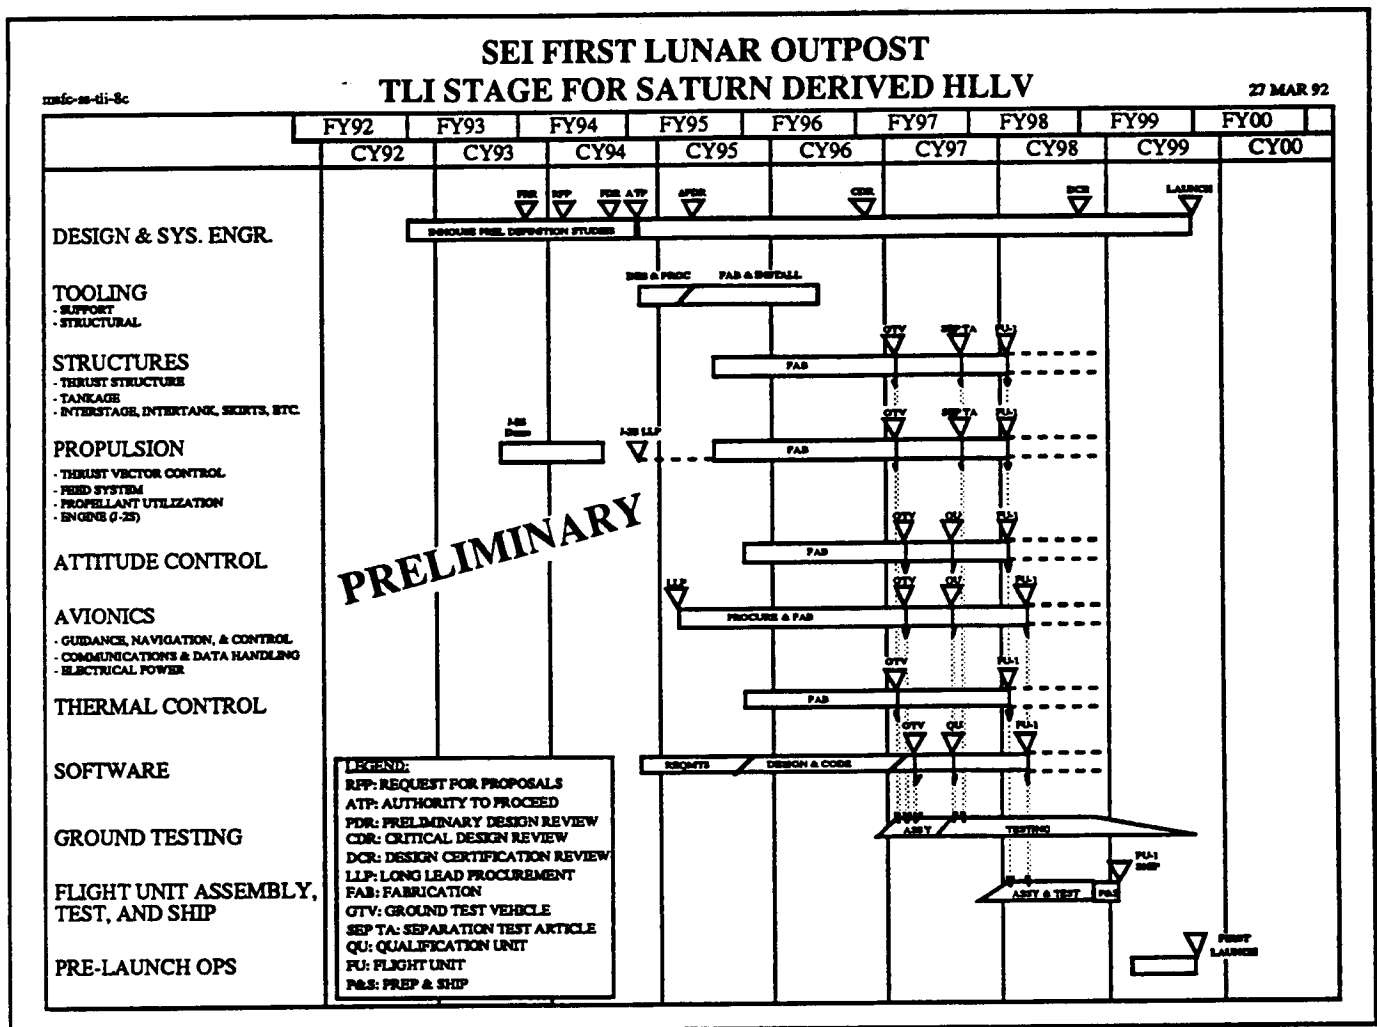 SEI FIRST LUNAR OUTPOST
TLI STAGE FOR SATURN DERIVED HLLV
msfc-ss-tli-8c
27 MAR 92
FY92 FY93 FY94 FY95 FY96 FY97 FY98 FY99 FY00
CY92 CY93 CY94 CY95 CY96 CY97 CY98 CY99 CY00
RFP PDR ATP CDR DCR LAUNCH
DESIGN & SYS. ENGR.
INHOUSE PREL. DEFINITION STUDIES
DES & PROC FAB & INSTALL
TOOLING
- SUPPORT
- STRUCTURAL
GTV SEP TA FU-1
STRUCTURES
FAB
- THRUST STRUCTURE
- TANKAGE
- INTERSTAGE, INTERTANK, SKIRTS, ETC.
J-2S
J-2S LLP
GTV SEP TA FU-1
PROPULSION
FAB
- THRUST VECTOR CONTROL
- FEED SYSTEM
- PROPELLANT UTILIZATION
- ENGINE (J-2S)
PRELIMINARY
GTV QU FU-1
ATTITUDE CONTROL
FAB
LLP GTV QU FU-1
AVIONICS
PROCURE & FAB
- GUIDANCE, NAVIGATION, & CONTROL
- COMMUNICATIONS & DATA HANDLING
- ELECTRICAL POWER
GTV FU-1
THERMAL CONTROL
FAB
GTV QU FU-1
SOFTWARE
REQMTS DESIGN & CODE
LEGEND:
RFP: REQUEST FOR PROPOSALS
ATP: AUTHORITY TO PROCEED
PDR: PRELIMINARY DESIGN REVIEW
CDR: CRITICAL DESIGN REVIEW
DCR: DESIGN CERTIFICATION REVIEW
LLP: LONG LEAD PROCUREMENT
FAB: FABRICATION
GTV: GROUND TEST VEHICLE
SEP TA: SEPARATION TEST ARTICLE
QU: QUALIFICATION UNIT
FU: FLIGHT UNIT
P&S: PREP & SHIP
GROUND TESTING
ASSY TESTING
FU-1
SHIP
FLIGHT UNIT ASSEMBLY,
TEST, AND SHIP
ASSY & TEST P&S
FIRST
LAUNCH
PRE-LAUNCH OPS